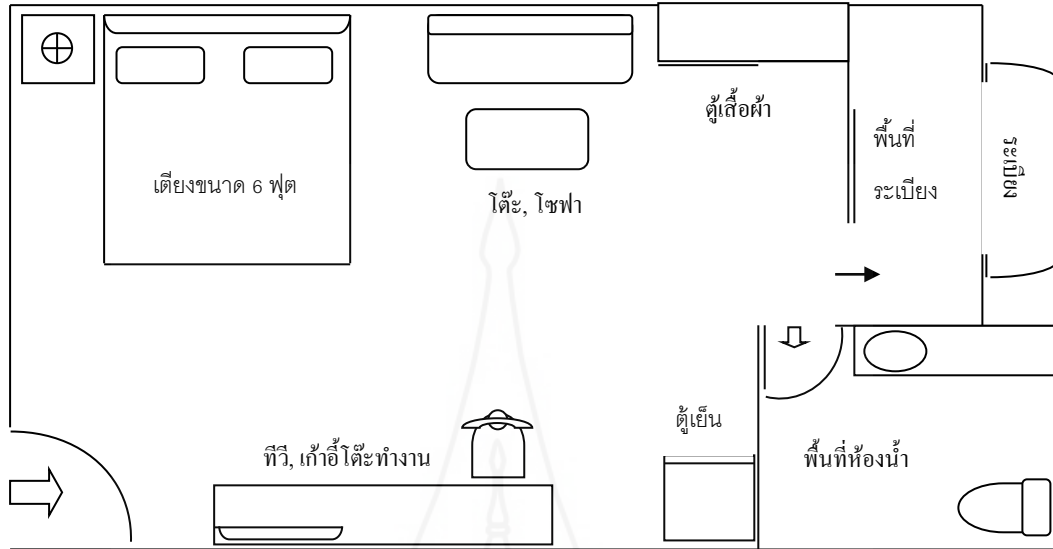 ตู้เสื้อผ้า
พื้นที่
ระเบียง
ระเบียง
เตียงขนาด 6 ฟุต
โต๊ะ, โซฟา
ตู้เย็น
ทีวี, เก้าอี้โต๊ะทำงาน
พื้นที่ห้องน้ำ